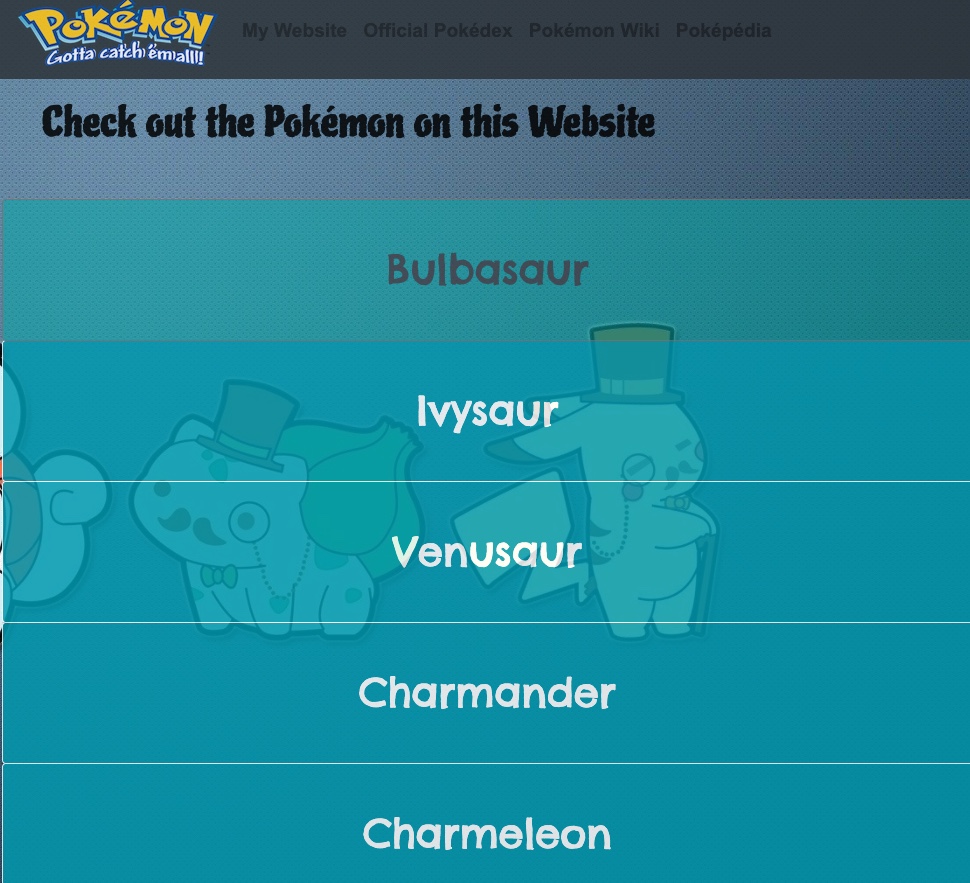 POKéMON
Gotta catch 'em all!
My Website Official Pokédex Pokémon Wiki Poképédia
Check out the Pokémon on this Website
Bulbasaur
Ivysaur
Venusaur
Charmander
Charmeleon